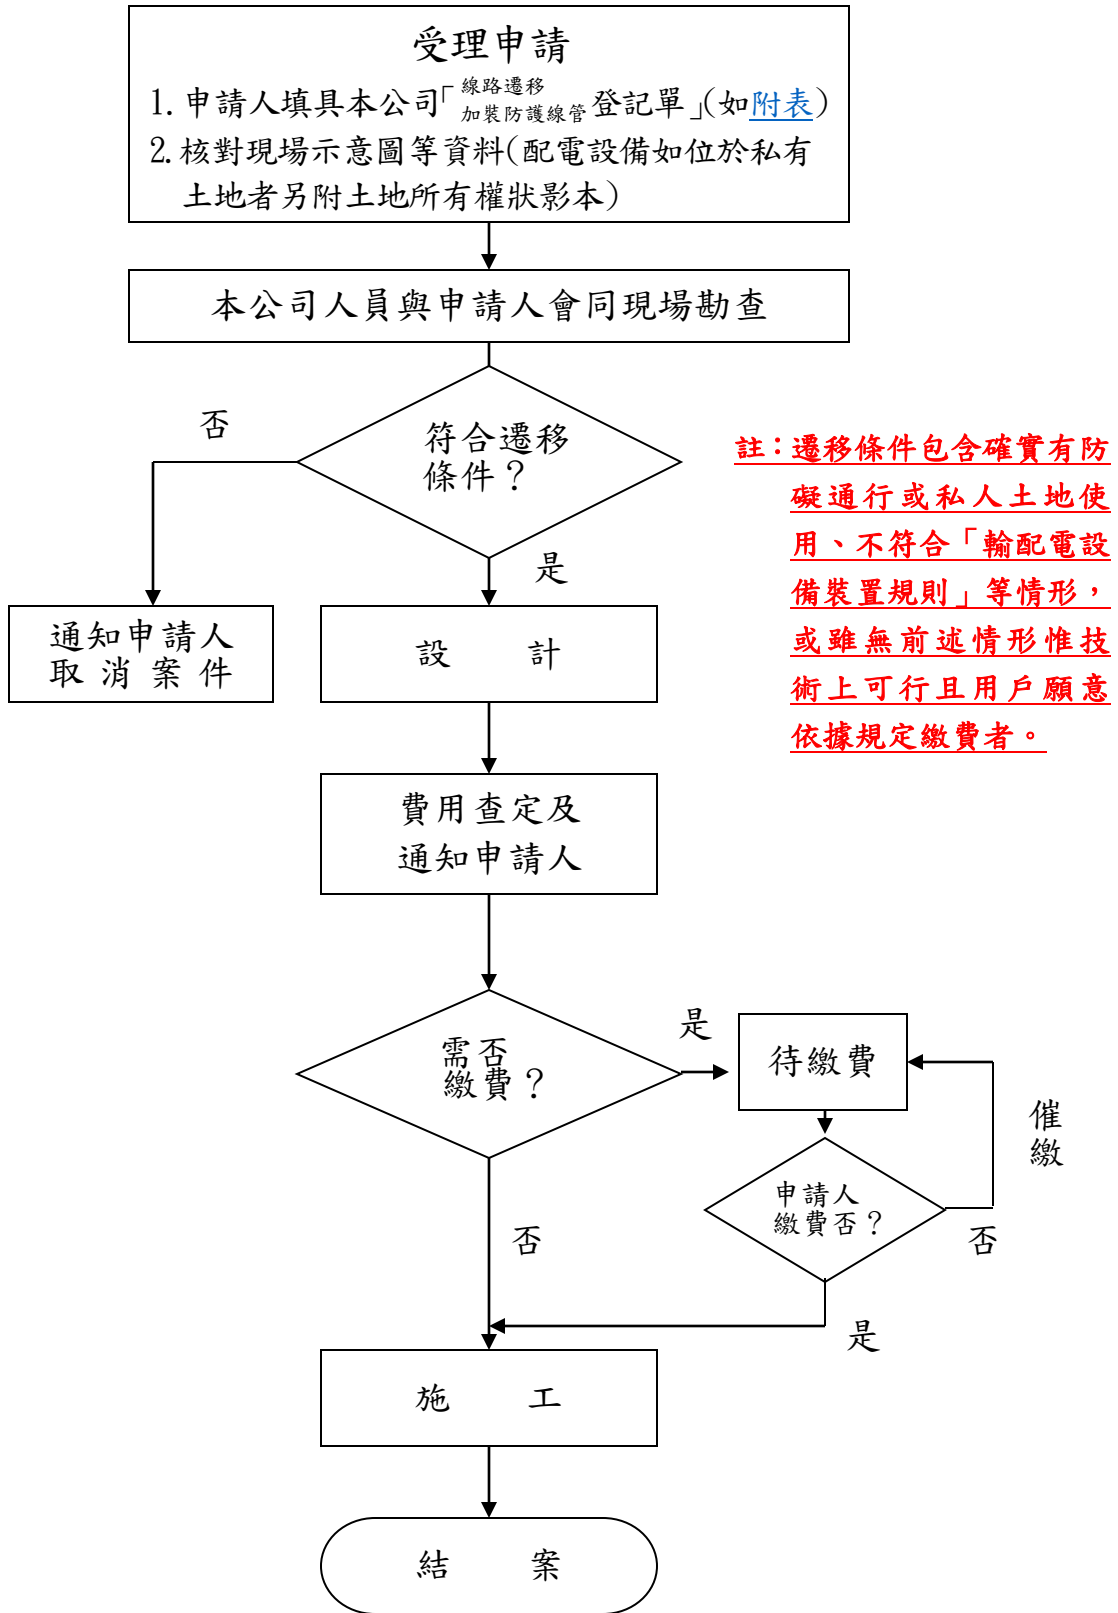 受理申請
1. 申請人填具本公司「線路遷移
加裝防護線管登記單」(如附表)
2. 核對現場示意圖等資料(配電設備如位於私有
土地者另附土地所有權狀影本)
本公司人員與申請人會同現場勘查
否
符合遷移
條件？
是
註：遷移條件包含確實有防
礙通行或私人土地使
用、不符合「輸配電設
備裝置規則」等情形，
或雖無前述情形惟技
術上可行且用戶願意
依據規定繳費者。
通知申請人
取消案件
設 計
費用查定及
通知申請人
需否
繳費？
是
待繳費
催
繳
申請人
繳費否？
否
否
是
施 工
結 案